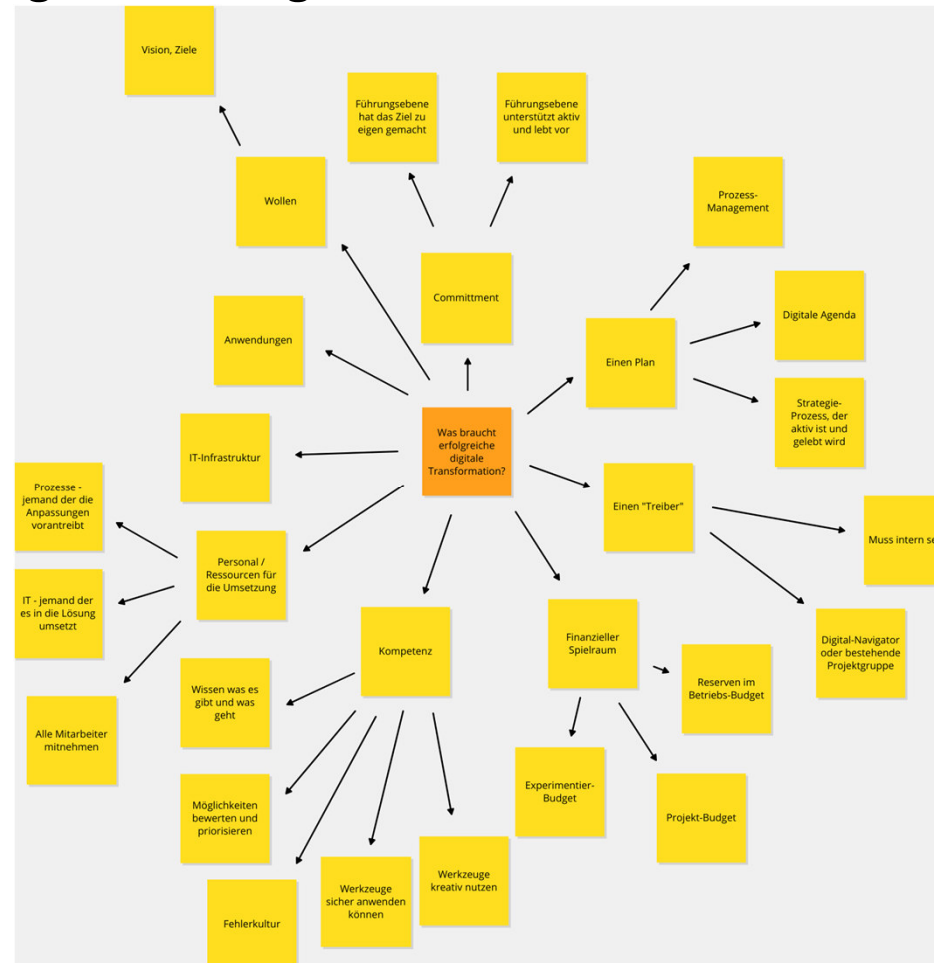 Vision, Ziele
Führungsebene
hat das Ziel zu
eigen gemacht
Führungsebene
unterstützt aktiv
und lebt vor
Wollen
Prozess-
Management
Committment
Anwendungen
Digitale Agenda
Einen Plan
Strategie-
Prozess, der
aktiv ist und
gelebt wird
Was braucht
erfolgreiche
digitale
Transformation?
IT-Infrastruktur
Prozesse -
jemand der die
Anpassungen
vorantreibt
Einen "Treiber"
Muss intern se
Personal /
Ressourcen für
die Umsetzung
IT - jemand der
es in die Lösung
umsetzt
Kompetenz
Finanzieller
Spielraum
Digital-Navigator
oder bestehende
Projektgruppe
Wissen was es
gibt und was
geht
Reserven im
Betriebs-Budget
Alle Mitarbeiter
mitnehmen
Experimentier-
Budget
Möglichkeiten
bewerten und
priorisieren
Projekt-Budget
Werkzeuge
kreativ nutzen
Werkzeuge
sicher anwenden
können
Fehlerkultur